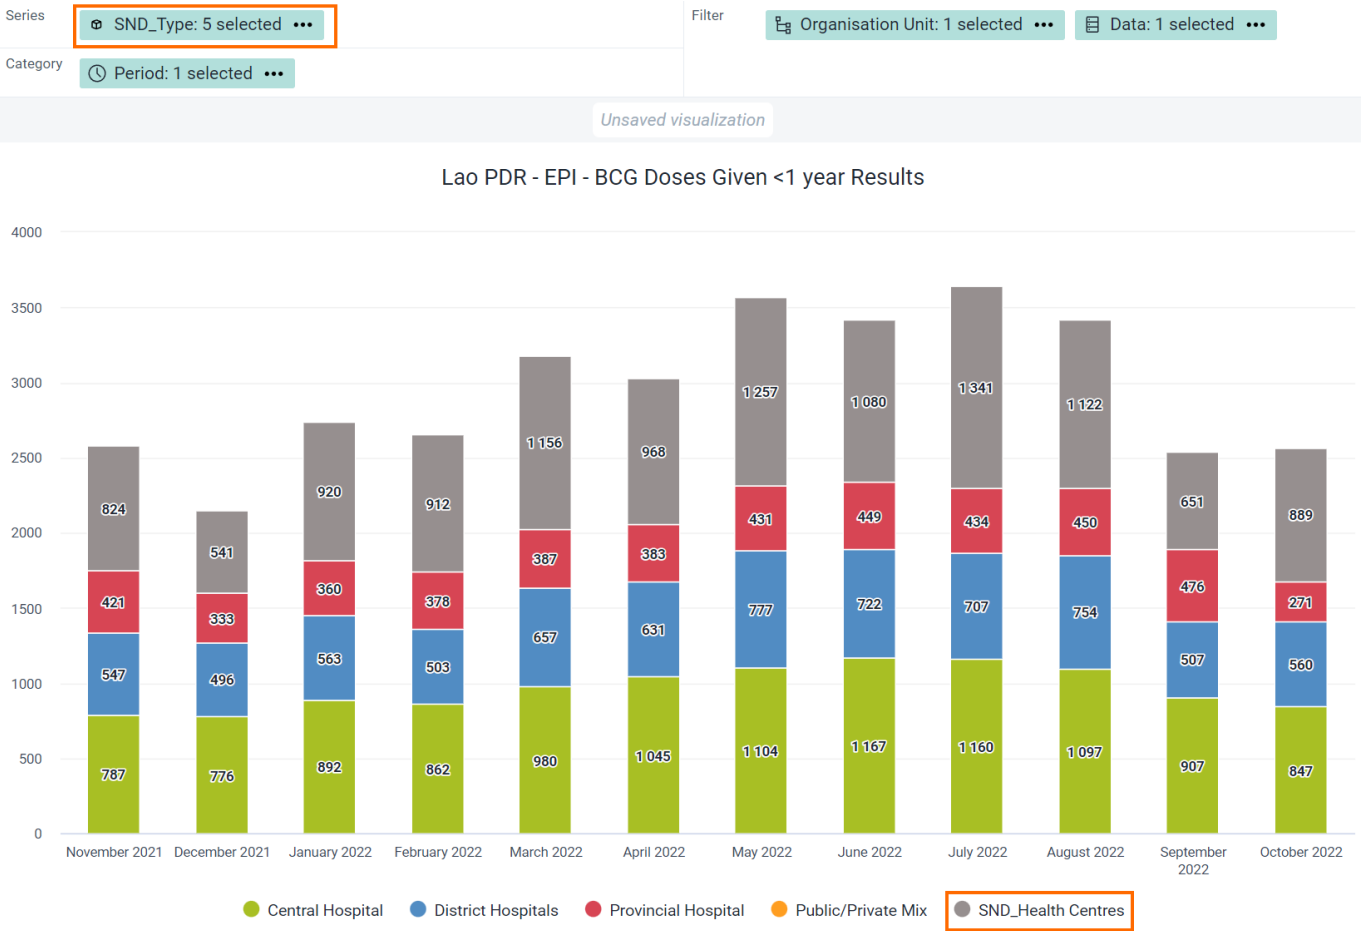 Series
SND_Type: 5 selected •••
Filter
Organisation Unit: 1 selected •••
Data: 1 selected •••
Category
Period: 1 selected •••
Unsaved visualization
Lao PDR - EPI - BCG Doses Given <1 year Results
4000
3500
3000
2500
2000
1500
1000
500
0
824
421
547
787
541
333
496
776
920
360
563
892
912
378
503
862
1 156
387
657
980
968
383
631
1 045
1 257
431
777
1 104
1 080
449
722
1 167
1 341
434
707
1 160
1 122
450
754
1 097
651
476
507
907
889
271
560
847
November 2021
December 2021
January 2022
February 2022
March 2022
April 2022
May 2022
June 2022
July 2022
August 2022
September
2022
October 2022
Central Hospital
District Hospitals
Provincial Hospital
Public/Private Mix
SND_Health Centres